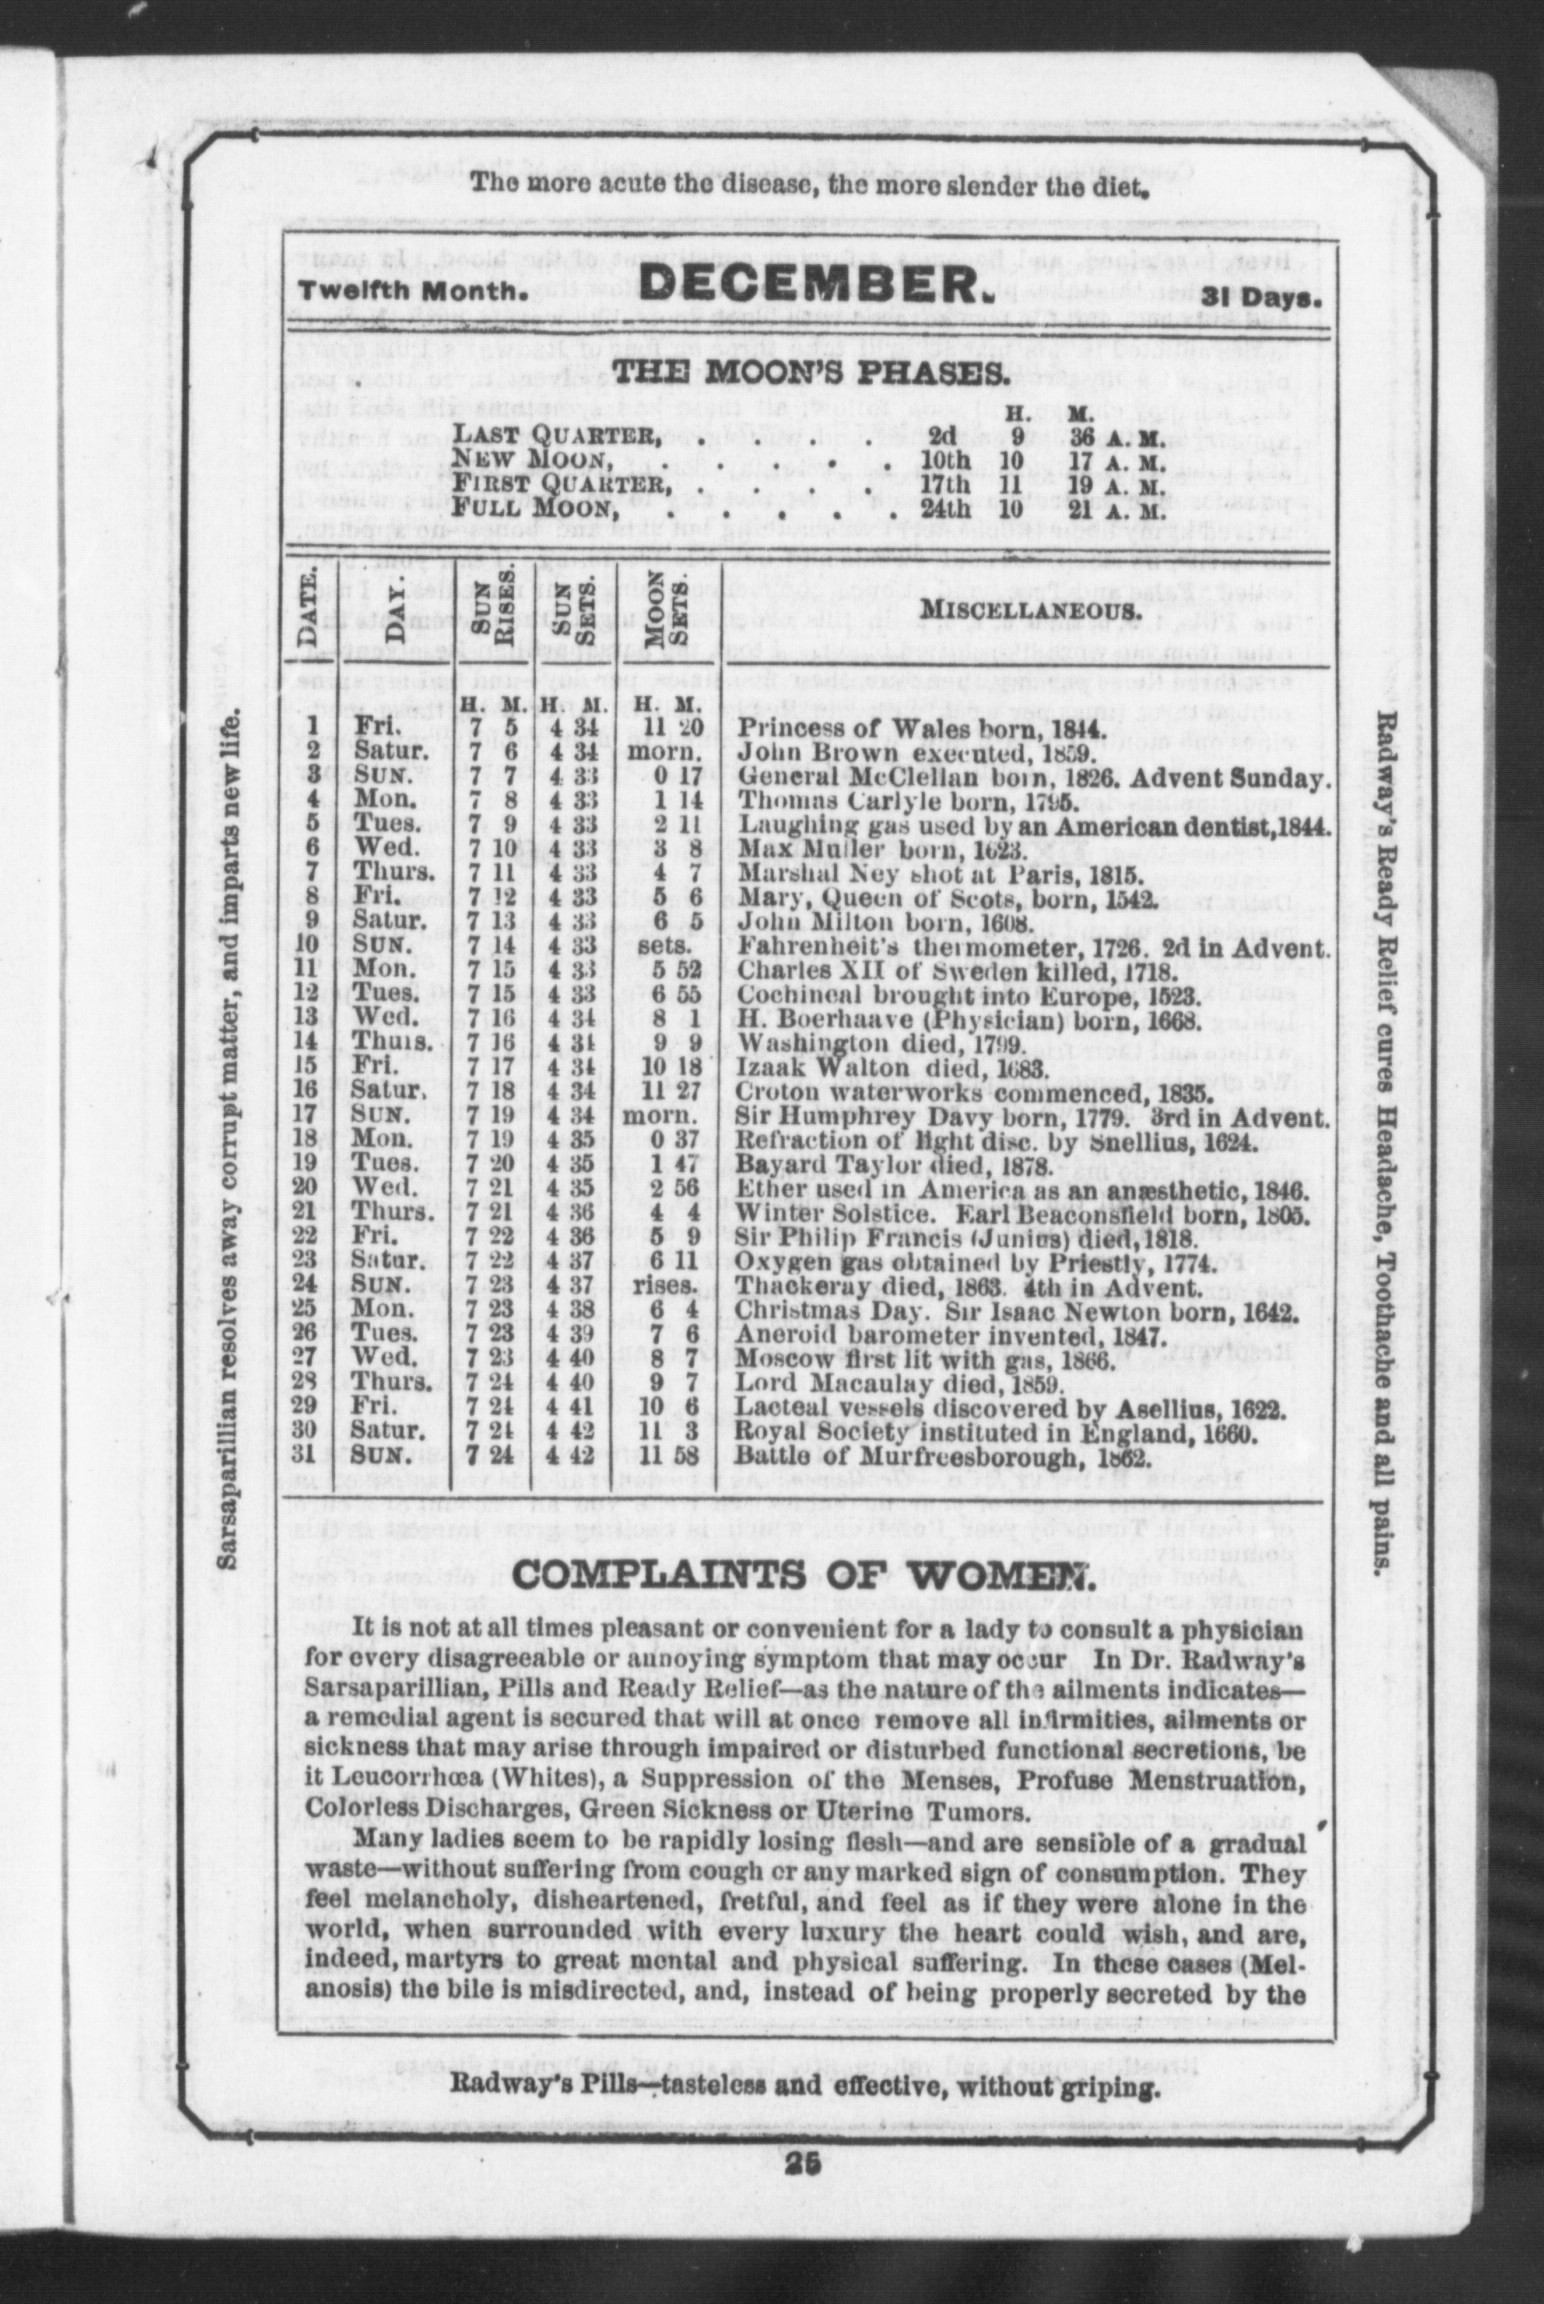 The more acute the disease, the more slender the diet.
Twelfth Month. DECEMBER. 31 Days.
THE MOON'S PHASES.
H. M.
LAST QUARTER, . . . . 2d 9 36 A. M.
NEW MOON, . . . . . 10th 10 17 A. M.
FIRST QUARTER, . . . . 17th 11 19 A. M.
FULL MOON, . . . . . 24th 10 21 A. M.
DATE. DAY. SUN RISES. SUN SETS. MOON SETS. MISCELLANEOUS.
H. M. H. M. H. M.
1 Fri. 7 5 4 34 11 20 Princess of Wales born, 1844.
2 Satur. 7 6 4 34 morn. John Brown executed, 1859.
3 SUN. 7 7 4 33 0 17 General McClellan born, 1826. Advent Sunday.
4 Mon. 7 8 4 33 1 14 Thomas Carlyle born, 1795.
5 Tues. 7 9 4 33 2 11 Laughing gas used by an American dentist, 1844.
6 Wed. 7 10 4 33 3 8 Max Muller born, 1623.
7 Thurs. 7 11 4 33 4 7 Marshal Ney shot at Paris, 1815.
8 Fri. 7 12 4 33 5 6 Mary, Queen of Scots, born, 1542.
9 Satur. 7 13 4 33 6 5 John Milton born, 1608.
10 SUN. 7 14 4 33 sets. Fahrenheit's thermometer, 1726. 2d in Advent.
11 Mon. 7 15 4 33 5 52 Charles XII of Sweden killed, 1718.
12 Tues. 7 15 4 33 6 55 Cochineal brought into Europe, 1523.
13 Wed. 7 16 4 34 8 1 H. Boerhaave (Physician) born, 1668.
14 Thurs. 7 16 4 34 9 9 Washington died, 1799.
15 Fri. 7 17 4 34 10 18 Izaak Walton died, 1683.
16 Satur. 7 18 4 34 11 27 Croton waterworks commenced, 1835.
17 SUN. 7 19 4 34 morn. Sir Humphrey Davy born, 1779. 3rd in Advent.
18 Mon. 7 19 4 35 0 37 Refraction of light disc. by Snellius, 1624.
19 Tues. 7 20 4 35 1 47 Bayard Taylor died, 1878.
20 Wed. 7 21 4 35 2 56 Ether used in America as an anæsthetic, 1846.
21 Thurs. 7 21 4 36 4 4 Winter Solstice. Earl Beaconsfield born, 1805.
22 Fri. 7 22 4 36 5 9 Sir Philip Francis (Junius) died, 1818.
23 Satur. 7 22 4 37 6 11 Oxygen gas obtained by Priestly, 1774.
24 SUN. 7 23 4 37 rises. Thackeray died, 1863. 4th in Advent.
25 Mon. 7 23 4 38 6 4 Christmas Day. Sir Isaac Newton born, 1642.
26 Tues. 7 23 4 39 7 6 Aneroid barometer invented, 1847.
27 Wed. 7 23 4 40 8 7 Moscow first lit with gas, 1866.
28 Thurs. 7 24 4 40 9 7 Lord Macaulay died, 1859.
29 Fri. 7 24 4 41 10 6 Lacteal vessels discovered by Asellius, 1622.
30 Satur. 7 24 4 42 11 3 Royal Society instituted in England, 1660.
31 SUN. 7 24 4 42 11 58 Battle of Murfreesborough, 1862.
COMPLAINTS OF WOMEN.
It is not at all times pleasant or convenient for a lady to consult a physician
for every disagreeable or annoying symptom that may occur In Dr. Radway's
Sarsaparillian, Pills and Ready Relief—as the nature of the ailments indicates—
a remedial agent is secured that will at once remove all infirmities, ailments or
sickness that may arise through impaired or disturbed functional secretions, be
it Leucorrhœa (Whites), a Suppression of the Menses, Profuse Menstruation,
Colorless Discharges, Green Sickness or Uterine Tumors.
Many ladies seem to be rapidly losing flesh—and are sensible of a gradual
waste—without suffering from cough or any marked sign of consumption. They
feel melancholy, disheartened, fretful, and feel as if they were alone in the
world, when surrounded with every luxury the heart could wish, and are,
indeed, martyrs to great mental and physical suffering. In these cases (Mel-
anosis) the bile is misdirected, and, instead of being properly secreted by the
Radway's Pills—tasteless and effective, without griping.
Sarsaparillian resolves away corrupt matter, and imparts new life.
Radway's Ready Relief cures Headache, Toothache and all pains.
25